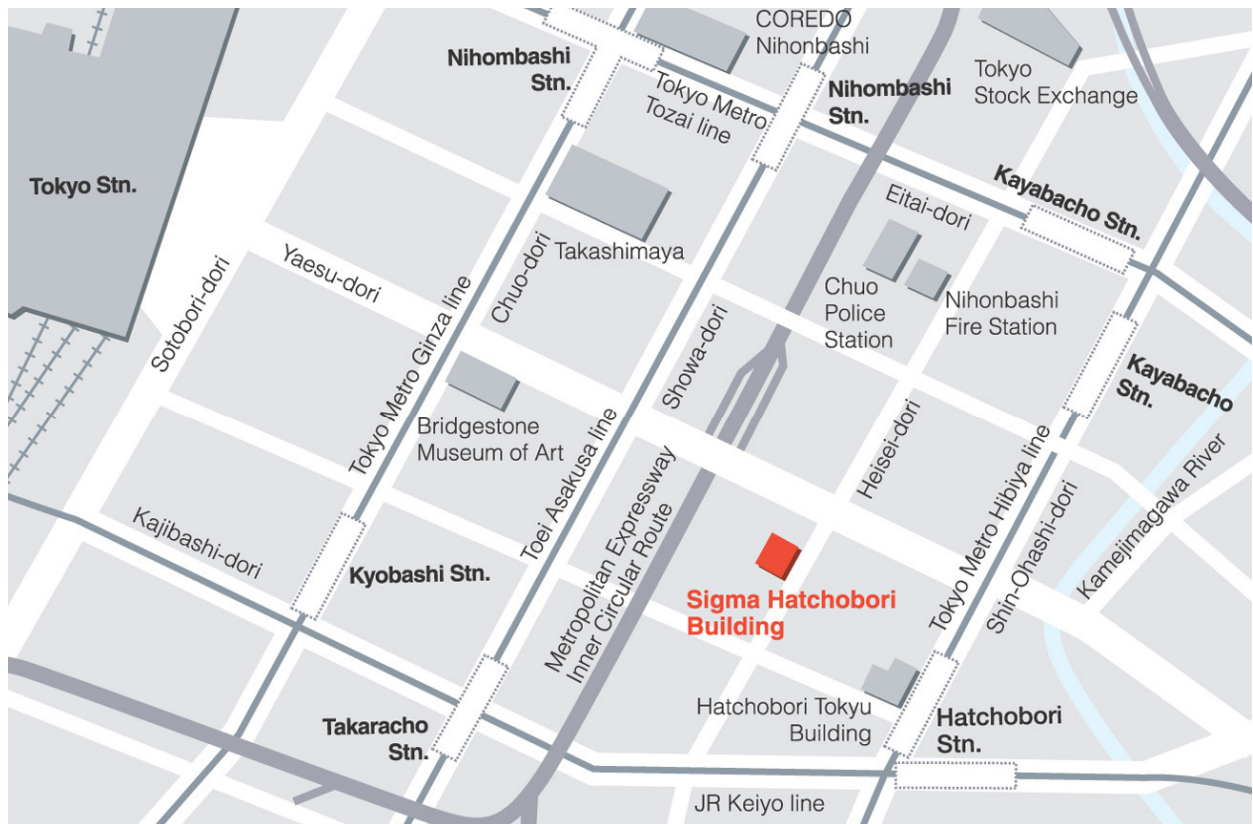 COREDO
Nihonbashi
Nihombashi
Stn.
Tokyo Metro
Tozai line
Nihombashi
Stn.
Tokyo
Stock Exchange
Tokyo Stn.
Kayabacho Stn.
Eitai-dori
Takashimaya
Yaesu-dori
Chuo-dori
Sotobori-dori
Chuo
Police
Station
Nihonbashi
Fire Station
Tokyo Metro Ginza line
Showa-dori
Kayabacho
Stn.
Bridgestone
Museum of Art
Toei Asakusa line
Heisei-dori
Metropolitan Expressway
Inner Circular Route
Tokyo Metro Hibiya line
Shin-Ohashi-dori
Kamejimagawa River
Kajibashi-dori
Kyobashi Stn.
Sigma Hatchobori
Building
Takaracho
Stn.
Hatchobori Tokyu
Building
Hatchobori
Stn.
JR Keiyo line